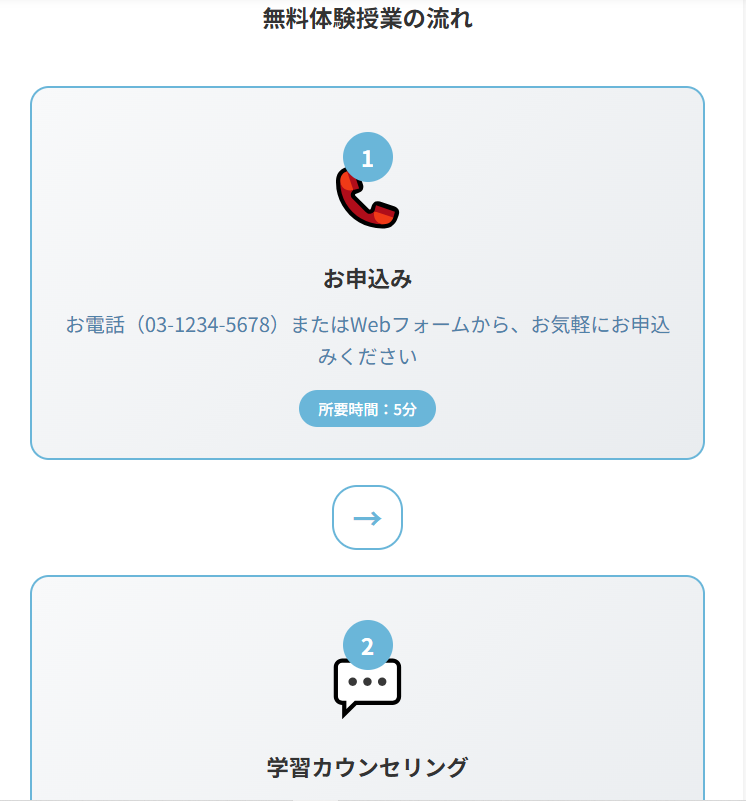 無料体験授業の流れ
1
お申込み
お電話（03-1234-5678）またはWebフォームから、お気軽にお申込
みください
所要時間：5分
→
2
学習カウンセリング